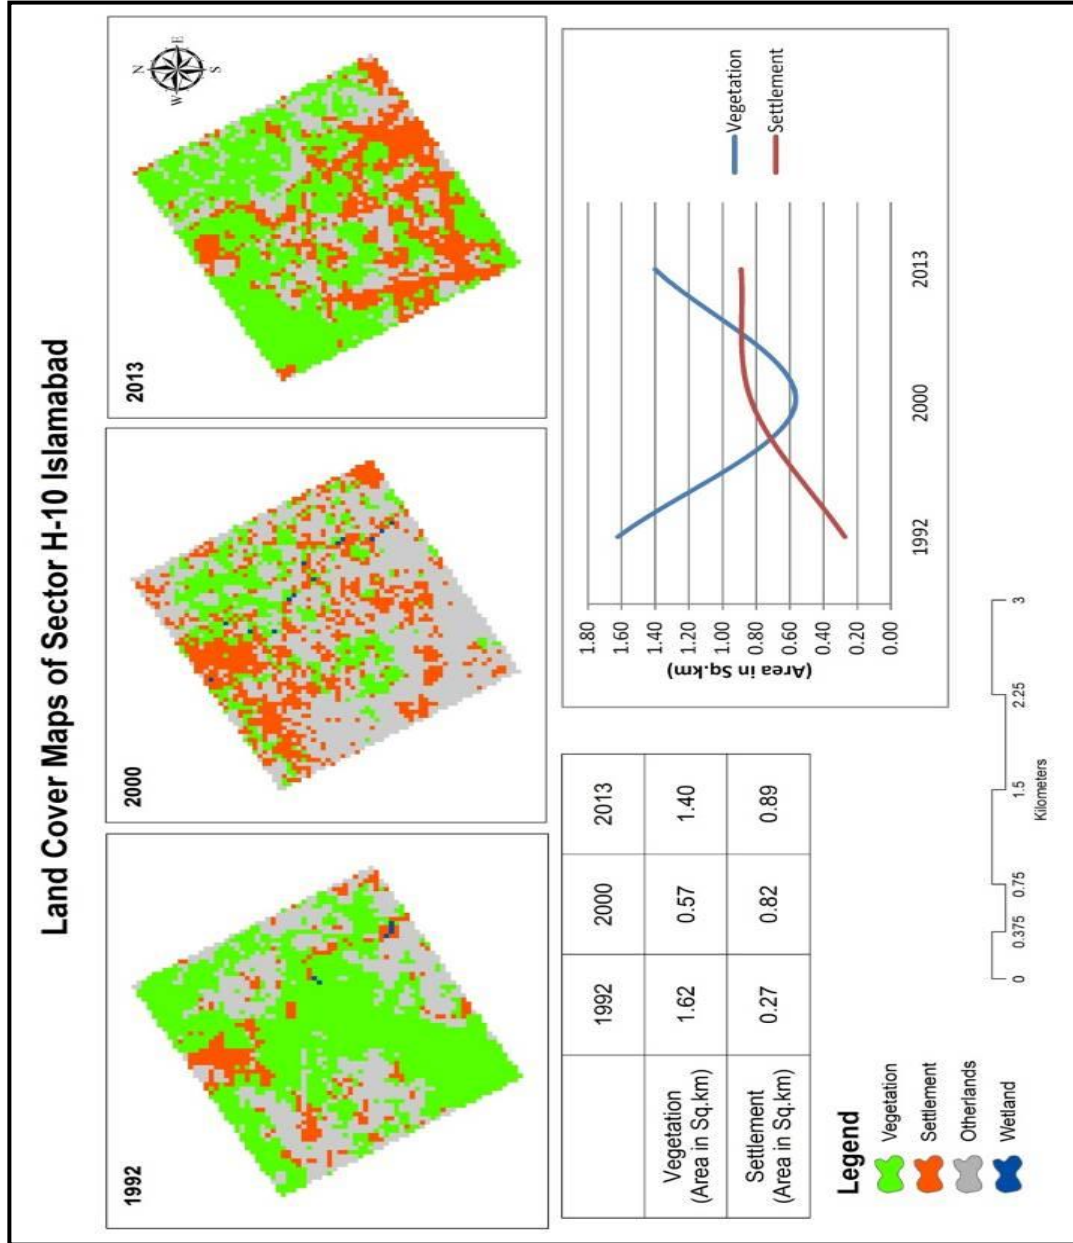 Land Cover Maps of Sector H-10 Islamabad
1992
2000
2013
N
E
S
W
1992 2000 2013
Vegetation
(Area in Sq.km)
1.62 0.57 1.40
Settlement
(Area in Sq.km)
0.27 0.82 0.89
1.80
1.60
1.40
1.20
1.00
0.80
0.60
0.40
0.20
0.00
(Area in Sq.km)
1992 2000 2013
Vegetation
Settlement
Legend
Vegetation
Settlement
Otherlands
Wetland
0 0.375 0.75 1.5 2.25 3
Kilometers